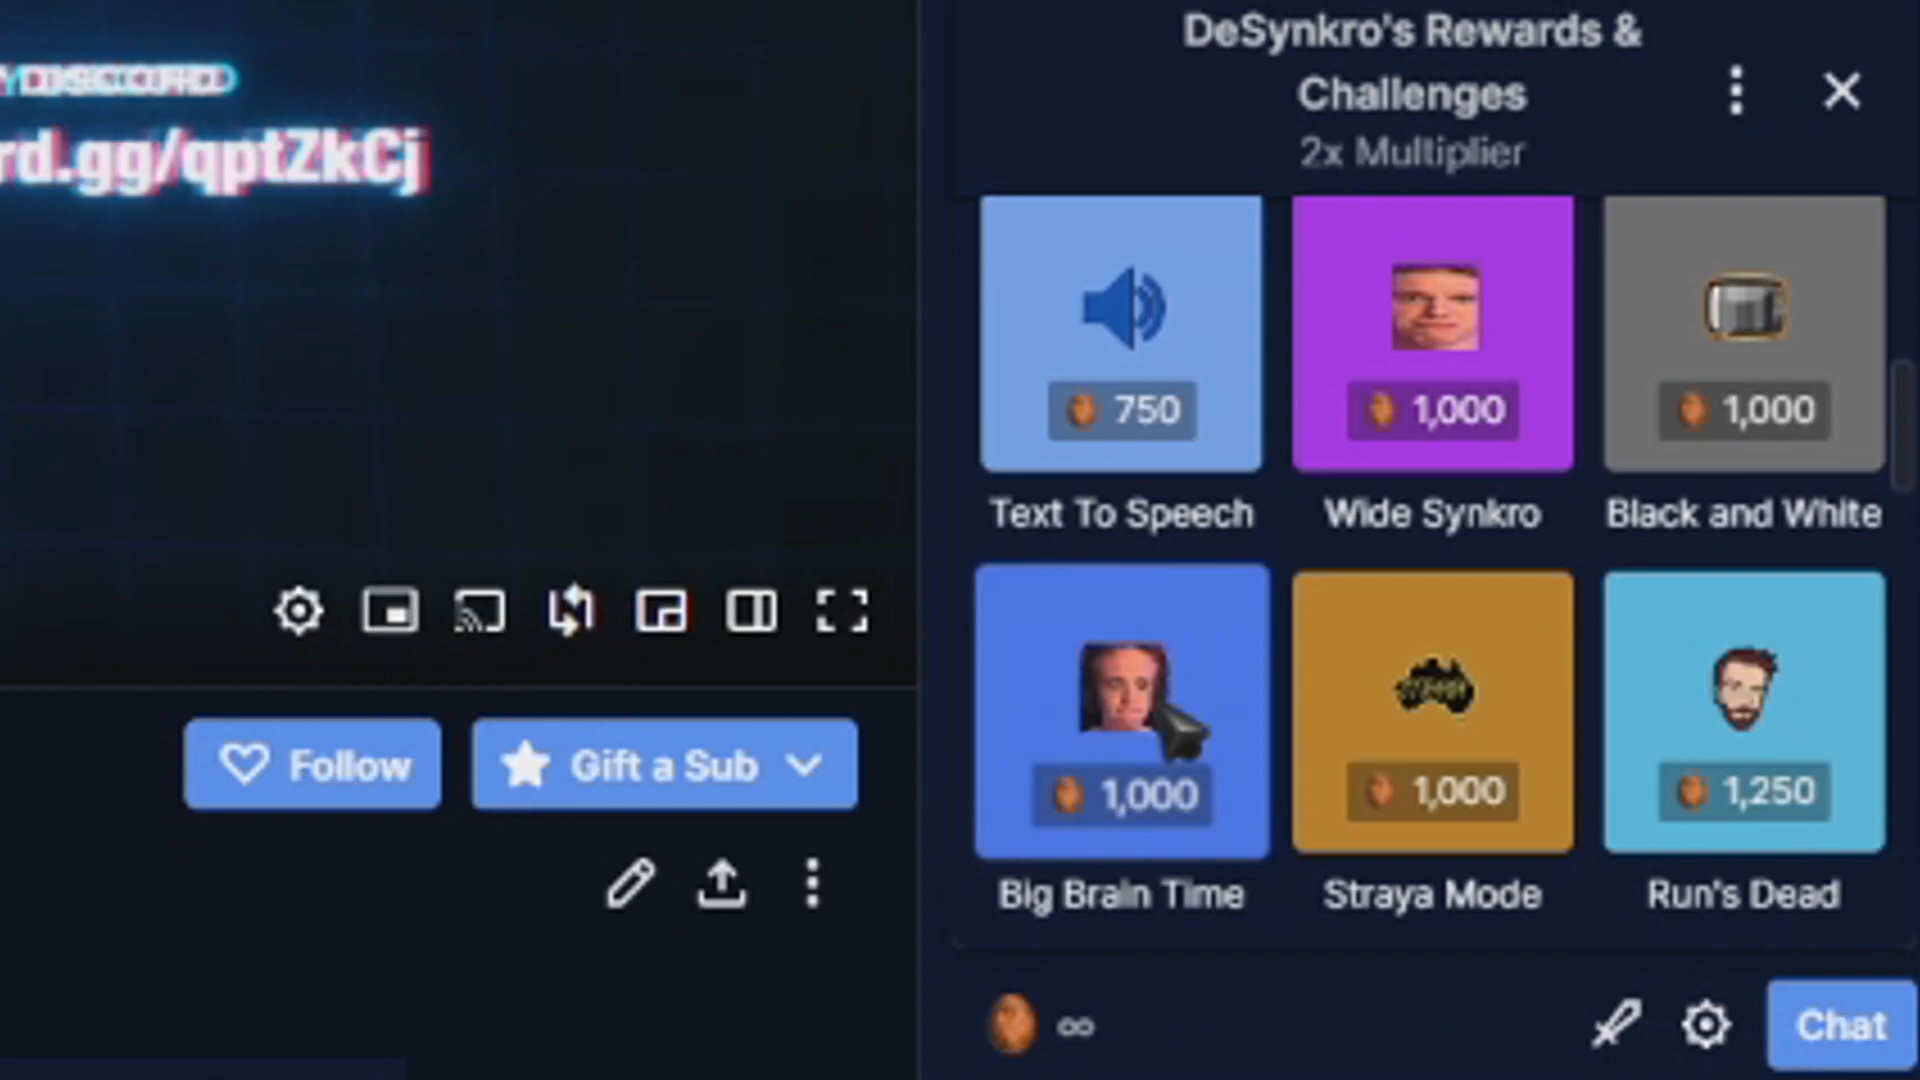 DISCORD
rd.gg/qptZkCj
DeSynkro's Rewards &
Challenges
2x Multiplier
750
1,000
1,000
Text To Speech
Wide Synkro
Black and White
1,000
1,000
1,250
Big Brain Time
Straya Mode
Run's Dead
Follow
Gift a Sub
∞
Chat